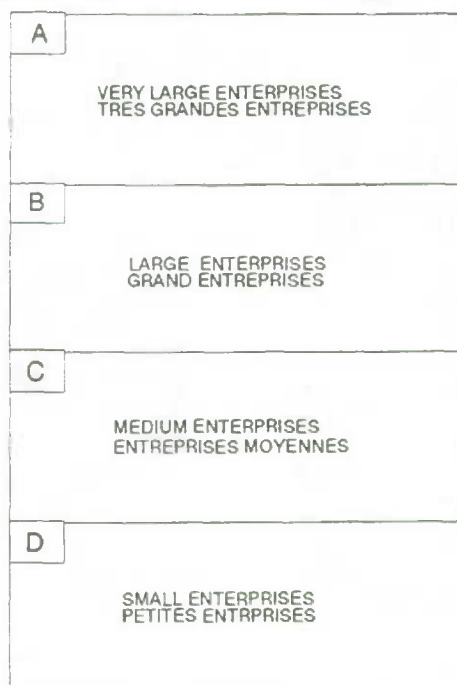 A
VERY LARGE ENTERPRISES
TRES GRANDES ENTREPRISES
B
LARGE ENTERPRISES
GRAND ENTREPRISES
C
MEDIUM ENTERPRISES
ENTREPRISES MOYENNES
D
SMALL ENTERPRISES
PETITES ENTRPRISES